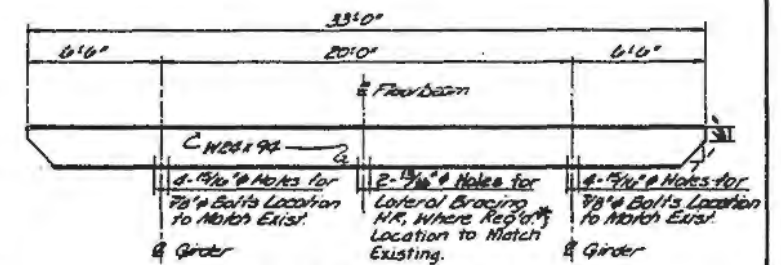 33'0"
6'6" 20'0" 6'6"
℄ Floorbeam
W24x94
4-15/16"ø Holes for
7/8"ø Bolts Location
to Match Exist.
2-13/16"ø Holes for
Lateral Bracing
H.R, Where Req'd.*
Location to Match
Existing.
4-15/16"ø Holes for
7/8"ø Bolts Location
to Match Exist.
℄ Girder
℄ Girder